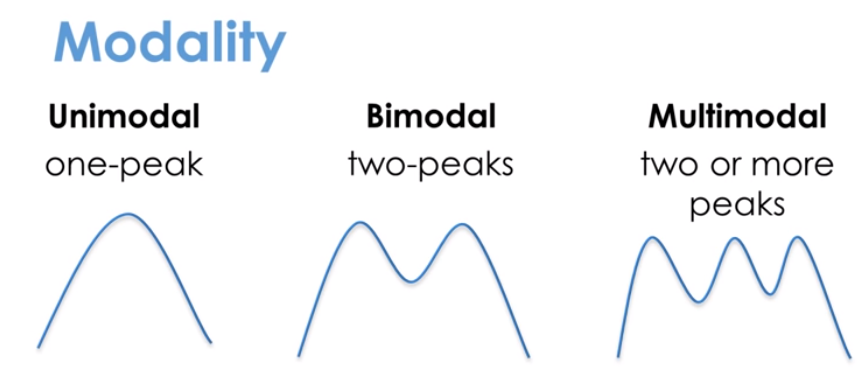 Modality
Unimodal
one-peak
Bimodal
two-peaks
Multimodal
two or more
peaks